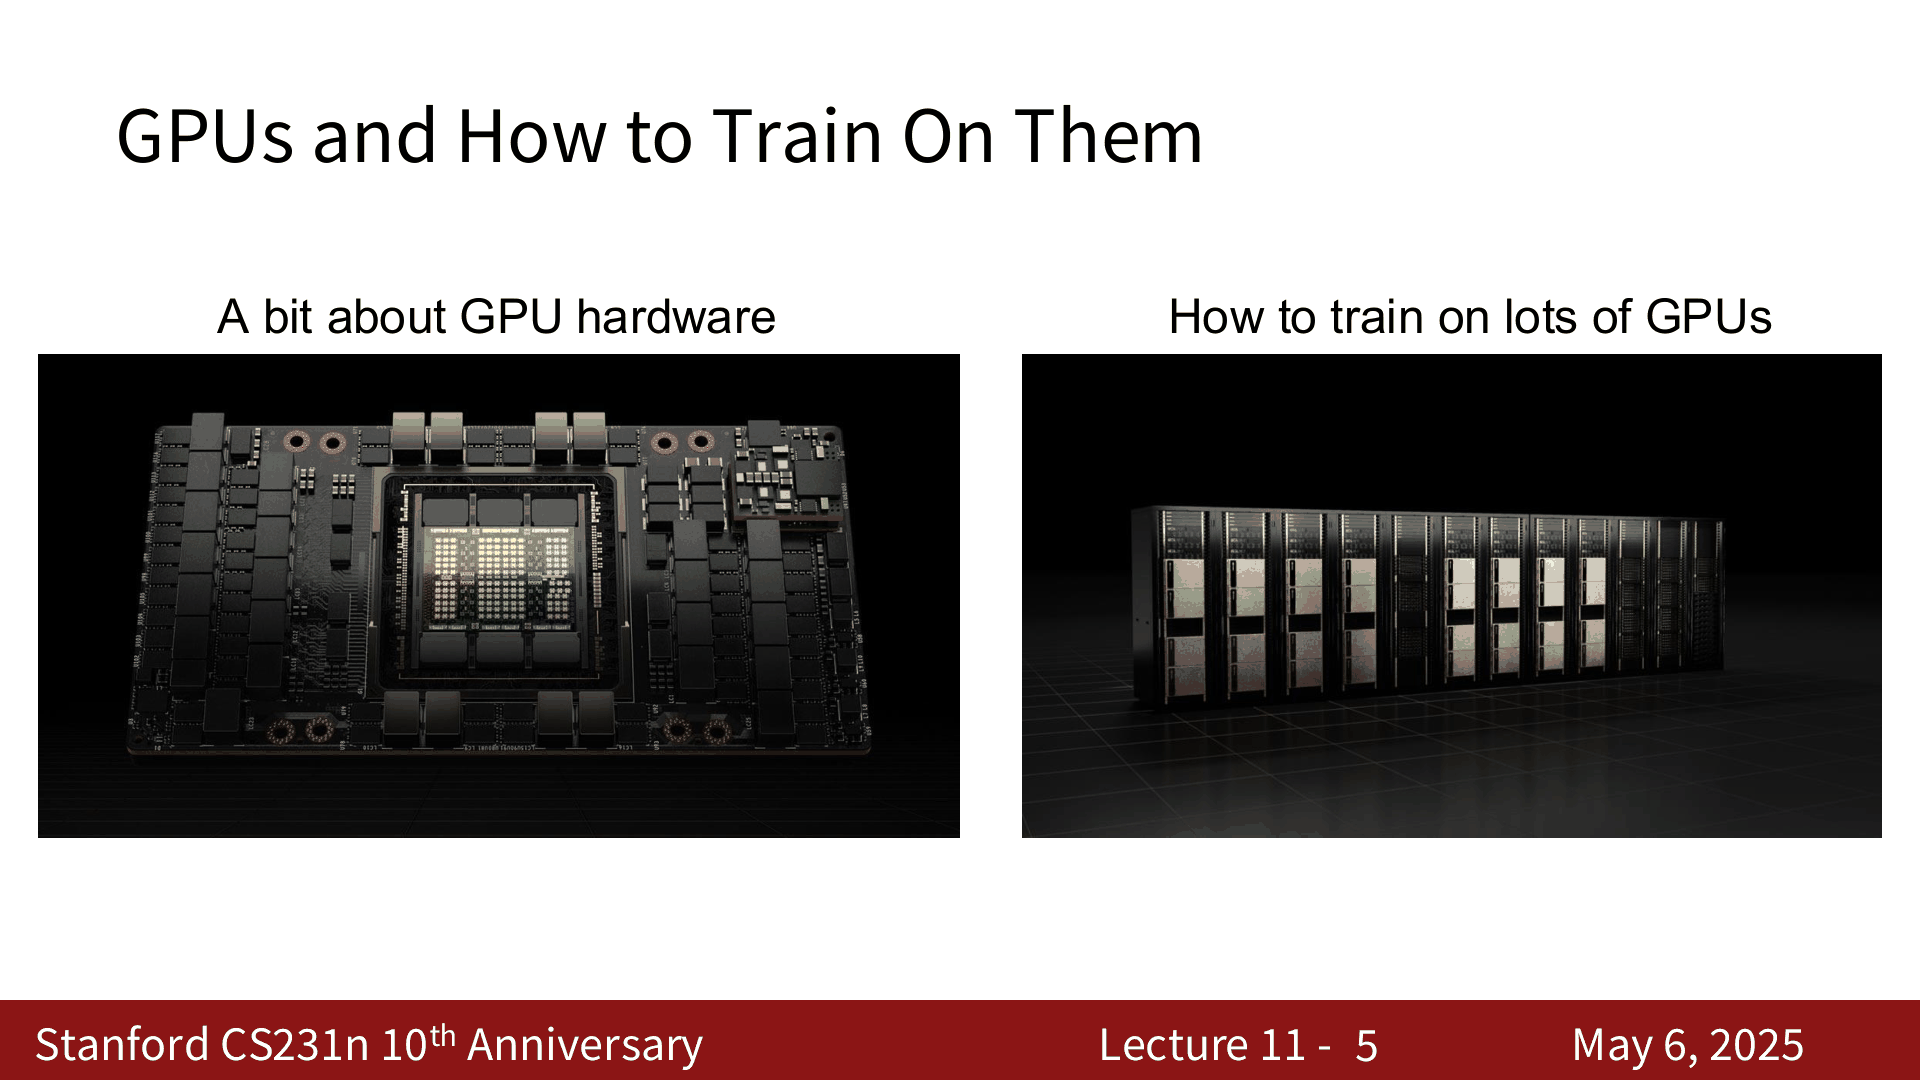 GPUs and How to Train On Them
A bit about GPU hardware
How to train on lots of GPUs
Stanford CS231n 10th Anniversary
Lecture 11 - 5
May 6, 2025